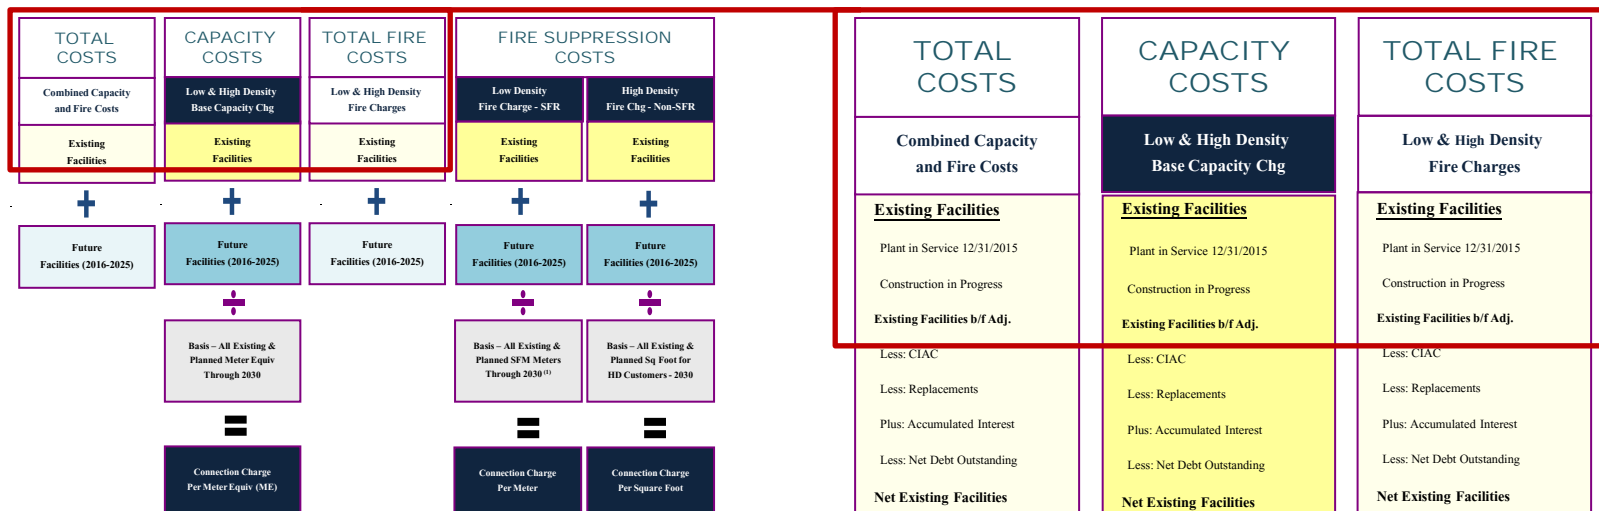 TOTAL
COSTS
Combined Capacity
and Fire Costs
Existing
Facilities
Future
Facilities (2016-2025)
CAPACITY
COSTS
Low & High Density
Base Capacity Chg
Existing
Facilities
Future
Facilities (2016-2025)
Basis – All Existing &
Planned Meter Equiv
Through 2030
Connection Charge
Per Meter Equiv (ME)
TOTAL FIRE
COSTS
Low & High Density
Fire Charges
Existing
Facilities
Future
Facilities (2016-2025)
FIRE SUPPRESSION
COSTS
Low Density
Fire Charge - SFR
Existing
Facilities
Future
Facilities (2016-2025)
Basis – All Existing &
Planned SFM Meters
Through 2030 (1)
Connection Charge
Per Meter
High Density
Fire Chg - Non-SFR
Existing
Facilities
Future
Facilities (2016-2025)
Basis – All Existing &
Planned Sq Foot for
HD Customers - 2030
Connection Charge
Per Square Foot
TOTAL
COSTS
Combined Capacity
and Fire Costs
Existing Facilities
Plant in Service 12/31/2015
Construction in Progress
Existing Facilities b/f Adj.
Less: CIAC
Less: Replacements
Plus: Accumulated Interest
Less: Net Debt Outstanding
Net Existing Facilities
CAPACITY
COSTS
Low & High Density
Base Capacity Chg
Existing Facilities
Plant in Service 12/31/2015
Construction in Progress
Existing Facilities b/f Adj.
Less: CIAC
Less: Replacements
Plus: Accumulated Interest
Less: Net Debt Outstanding
Net Existing Facilities
TOTAL FIRE
COSTS
Low & High Density
Fire Charges
Existing Facilities
Plant in Service 12/31/2015
Construction in Progress
Existing Facilities b/f Adj.
Less: CIAC
Less: Replacements
Plus: Accumulated Interest
Less: Net Debt Outstanding
Net Existing Facilities